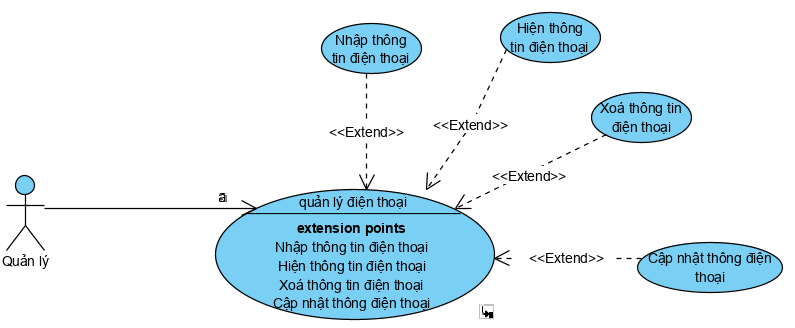 Nhập thông
tin điện thoại
Hiện thông
tin điện thoại
Xoá thông tin
điện thoại
<<Extend>>
<<Extend>>
<<Extend>>
<<Extend>>
Cập nhật thông điện
thoại
Quản lý
quản lý điện thoại
extension points
Nhập thông tin điện thoại
Hiện thông tin điện thoại
Xoá thông tin điện thoại
Cập nhật thông điện thoại